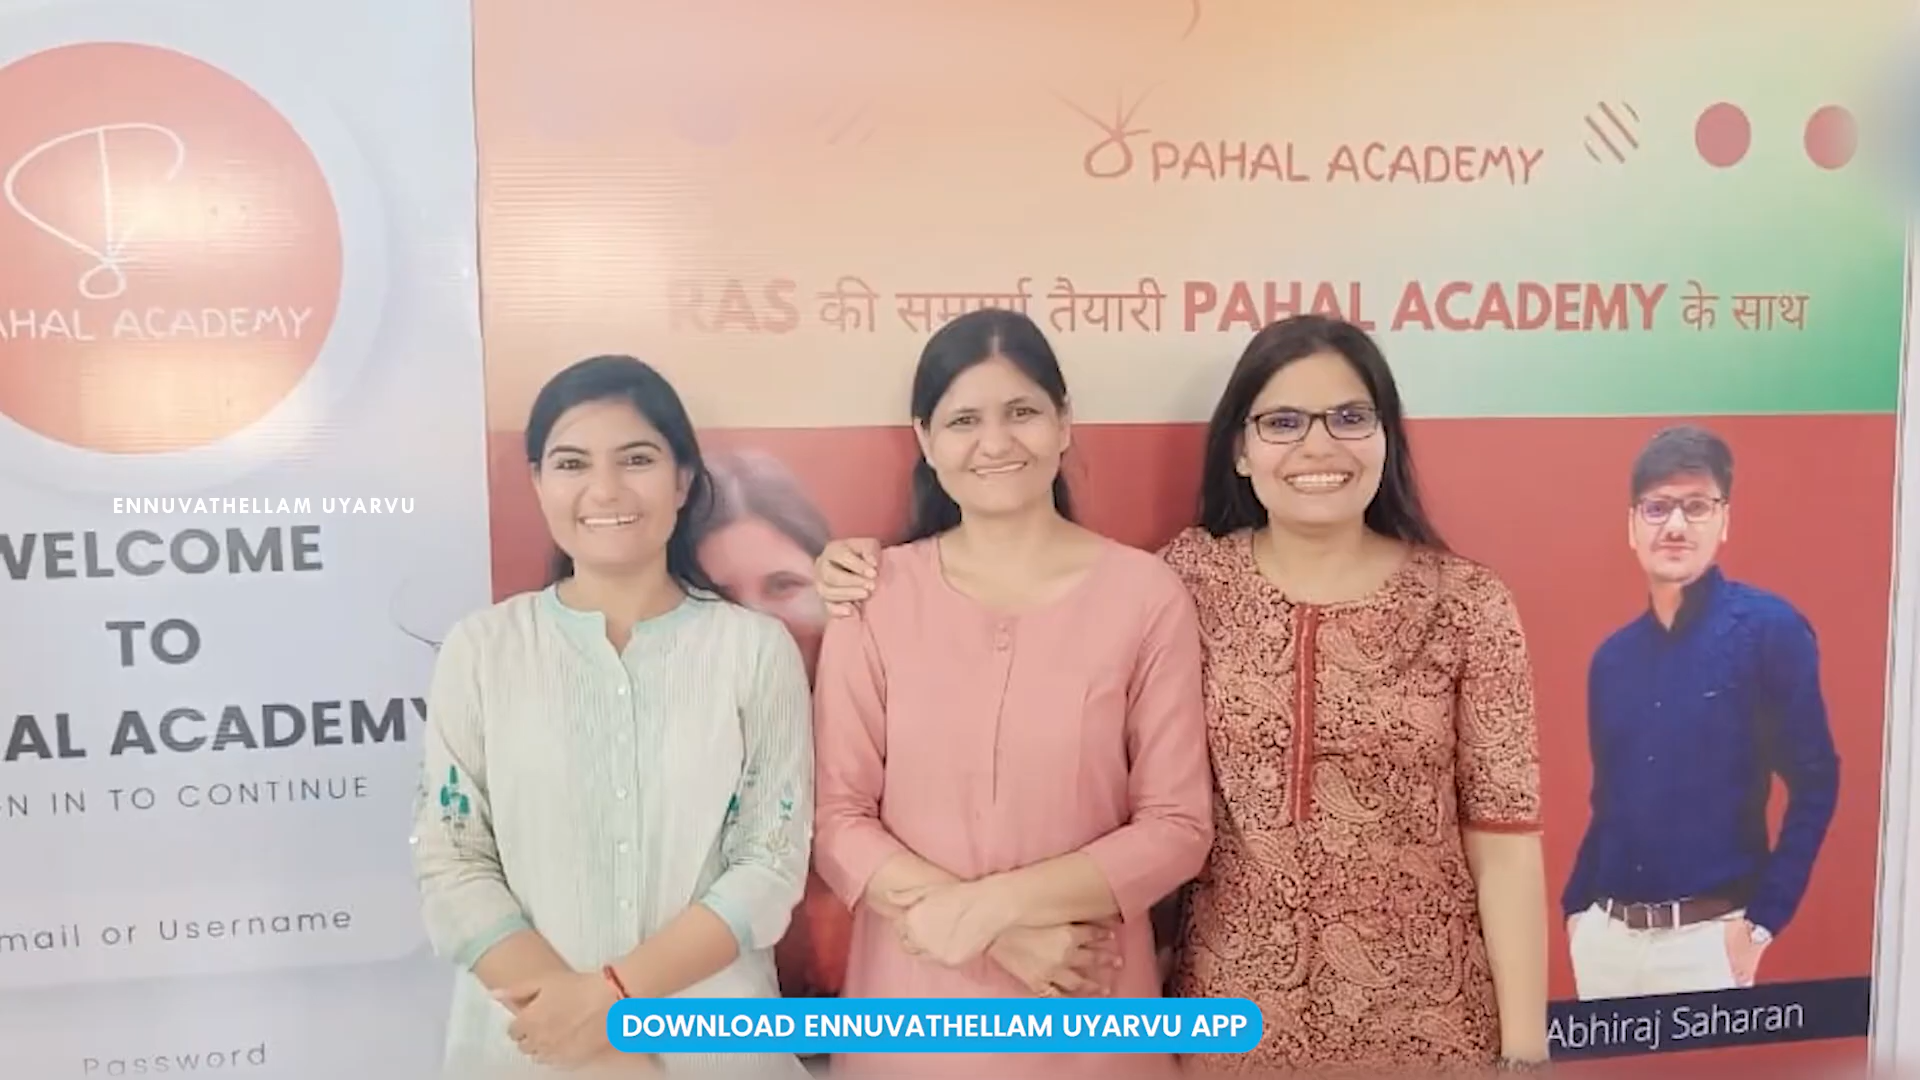 PAHAL ACADEMY
AHAL ACADEMY
RAS की सम्पूर्ण तैयारी PAHAL ACADEMY के साथ
ENNUVATHELLAM UYARVU
WELCOME
TO
AL ACADEMY
N IN TO CONTINUE
mail or Username
Password
Abhiraj Saharan
DOWNLOAD ENNUVATHELLAM UYARVU APP